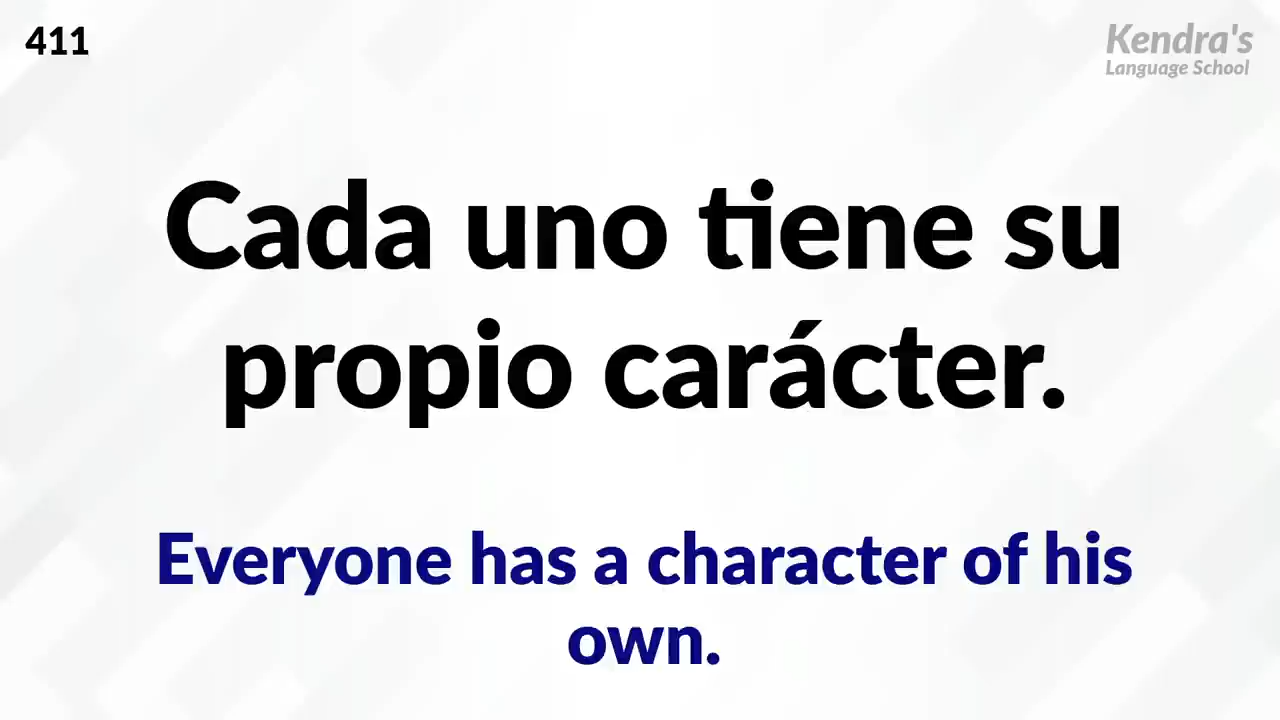 411
Kendra's
Language School
Cada uno tiene su
propio carácter.
Everyone has a character of his
own.